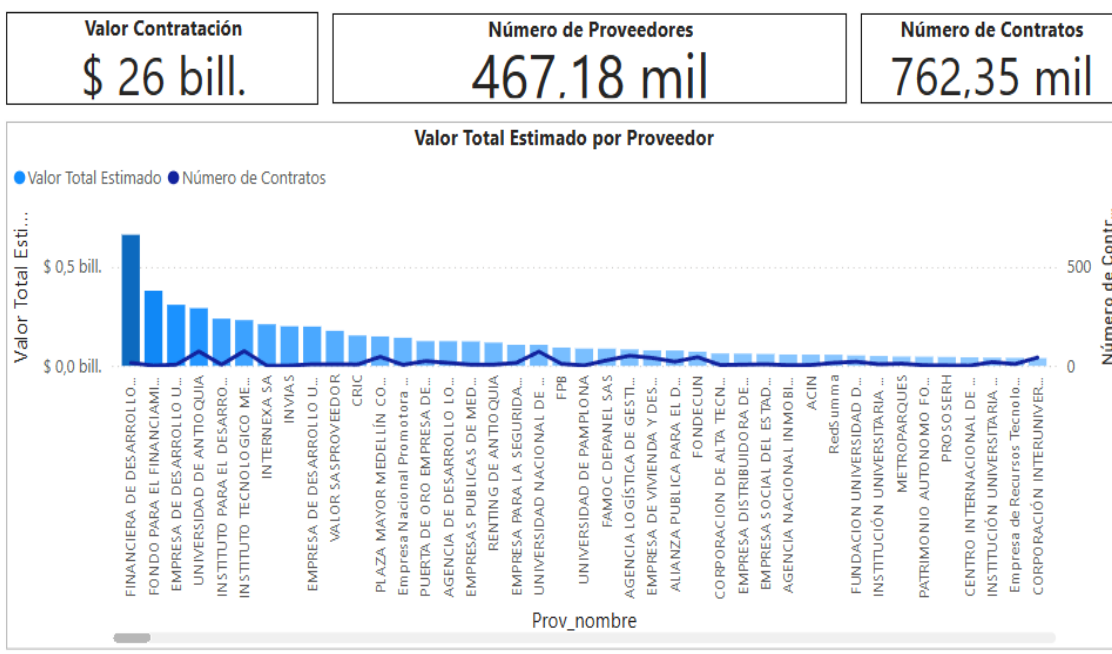 Valor Contratación
$ 26 bill.
Número de Proveedores
467,18 mil
Número de Contratos
762,35 mil
Valor Total Estimado por Proveedor
Valor Total Estimado
Número de Contratos
Valor Total Esti...
$ 0,5 bill.
$ 0,0 bill.
500
0
Número de Contr...
FINANCIERA DE DESARROLLO...
FONDO PARA EL FINANCIAMI...
EMPRESA DE DESARROLLO U...
UNIVERSIDAD DE ANTIOQUIA
INSTITUTO PARA EL DESARRO...
INSTITUTO TECNOLOGICO ME...
INTERNEXA SA
INVIAS
EMPRESA DE DESARROLLO U...
VALOR SASPROVEEDOR
CRIC
PLAZA MAYOR MEDELLÍN CO...
Empresa Nacional Promotora ...
PUERTA DE ORO EMPRESA DE...
AGENCIA DE DESARROLLO LO...
EMPRESAS PUBLICAS DE MED...
RENTING DE ANTIOQUIA
EMPRESA PARA LA SEGURIDA...
UNIVERSIDAD NACIONAL DE ...
FPB
UNIVERSIDAD DE PAMPLONA
FAMOC DEPANEL SAS
AGENCIA LOGÍSTICA DE GESTI...
EMPRESA DE VIVIENDA Y DES...
ALIANZA PUBLICA PARA EL D...
FONDECUN
CORPORACION DE ALTA TECN...
EMPRESA DISTRIBUIDORA DE...
EMPRESA SOCIAL DEL ESTAD...
AGENCIA NACIONAL INMOBI...
ACIN
RedSumma
FUNDACION UNIVERSIDAD D...
INSTITUCIÓN UNIVERSITARIA ...
METROPARQUES
PATRIMONIO AUTONOMO FO...
PROSOSERH
CENTRO INTERNACIONAL DE ...
INSTITUCIÓN UNIVERSITARIA ...
Empresa de Recursos Tecnolo...
CORPORACIÓN INTERUNIVER...
Prov_nombre